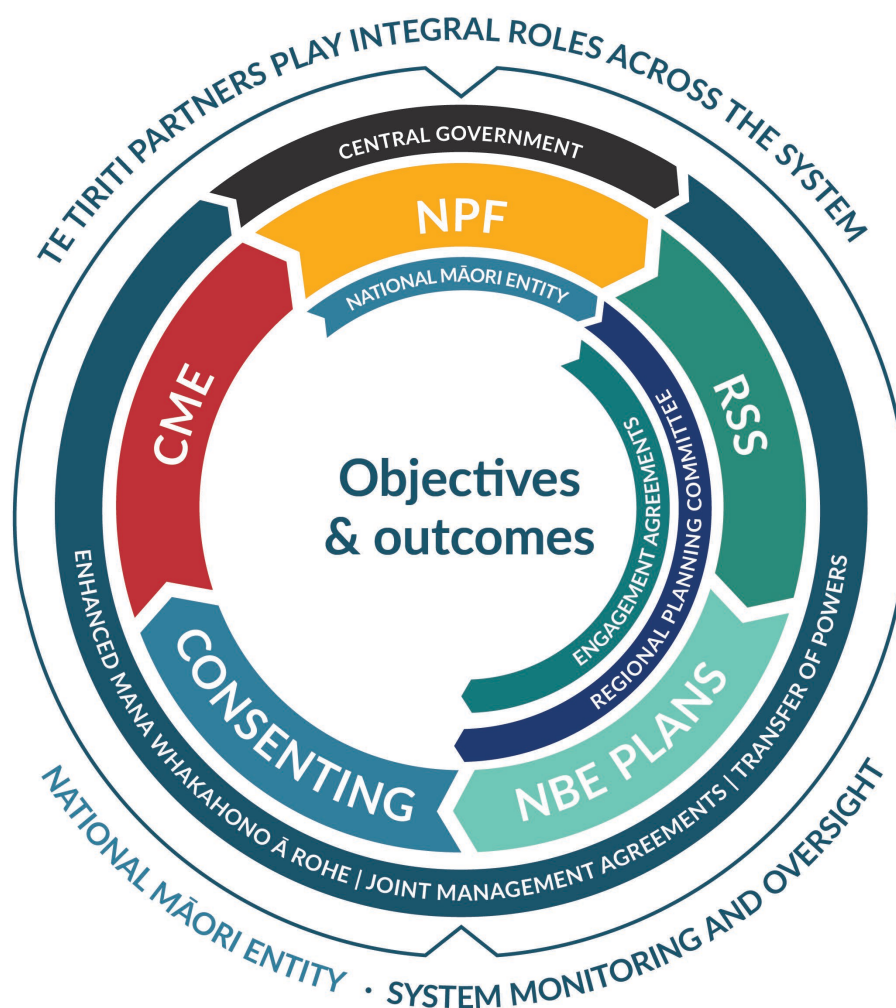 TE TIRITI PARTNERS PLAY INTEGRAL ROLES ACROSS THE SYSTEM
CENTRAL GOVERNMENT
NPF
NATIONAL MĀORI ENTITY
CME
RSS
Objectives
& outcomes
ENGAGEMENT AGREEMENTS
REGIONAL PLANNING COMMITTEE
CONSENTING
NBE PLANS
ENHANCED MANA WHAKAHONO Ā ROHE | JOINT MANAGEMENT AGREEMENTS | TRANSFER OF POWERS
NATIONAL MĀORI ENTITY · SYSTEM MONITORING AND OVERSIGHT